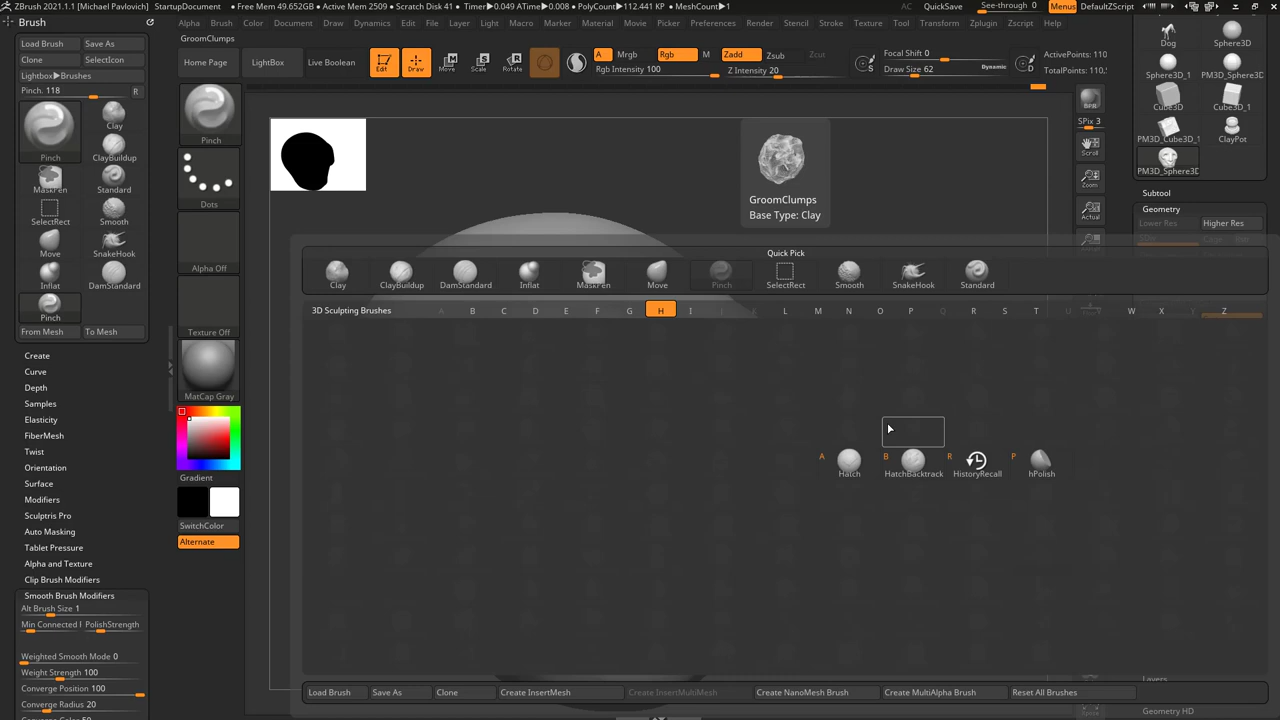 ZBrush 2021.1.1 [Michael Pavlovich] StartupDocument
● Free Mem 49.652GB ● Active Mem 2509 ● Scratch Disk 41 ● Timer▶0.049 ATime▶0.008 ● PolyCount▶112.441 KP ● MeshCount▶1
AC QuickSave See-through 0 Menus DefaultZScript
Brush
Alpha Brush Color Document Draw Dynamics Edit File Layer Light Macro Marker Material Movie Picker Preferences Render Stencil Stroke Texture Tool Transform Zplugin Zscript Help
GroomClumps
Load Brush Save As
Clone SelectIcon
Lightbox▶Brushes
Pinch. 118 R
Pinch
Clay
ClayBuildup
MaskPen Standard
SelectRect Smooth
Move SnakeHook
Inflat DamStandard
Pinch
From Mesh To Mesh
Create
Curve
Depth
Samples
Elasticity
FiberMesh
Twist
Orientation
Surface
Modifiers
Sculptris Pro
Auto Masking
Tablet Pressure
Alpha and Texture
Clip Brush Modifiers
Smooth Brush Modifiers
Alt Brush Size 1
Min Connected PolishStrength
Weighted Smooth Mode 0
Weight Strength 100
Converge Position 100
Converge Radius 20
Home Page LightBox Live Boolean
Edit Draw Move Scale Rotate
A Mrgb Rgb M Zadd Zsub Zcut
Rgb Intensity 100 Z Intensity 20
S Focal Shift 0
Draw Size 62 Dynamic D
ActivePoints: 110
TotalPoints: 110,
Pinch
Dots
Alpha Off
Texture Off
MatCap Gray
Gradient
SwitchColor
Alternate
GroomClumps
Base Type: Clay
Quick Pick
Clay ClayBuildup DamStandard Inflat MaskPen Move Pinch SelectRect Smooth SnakeHook Standard
3D Sculpting Brushes A B C D E F G H I L M N O P Q R S T W X Z
A Hatch B HatchBacktrack R HistoryRecall P hPolish
Load Brush Save As Clone Create InsertMesh Create InsertMultiMesh Create NanoMesh Brush Create MultiAlpha Brush Reset All Brushes
BPR
SPix 3
Scroll
Zoom
Actual
Dog Sphere3D
Sphere3D_1 PM3D_Sphere3D
Cube3D Cube3D_1
PM3D_Cube3D_1 ClayPot
PM3D_Sphere3D
Subtool
Geometry
Lower Res Higher Res
Layers
Geometry HD